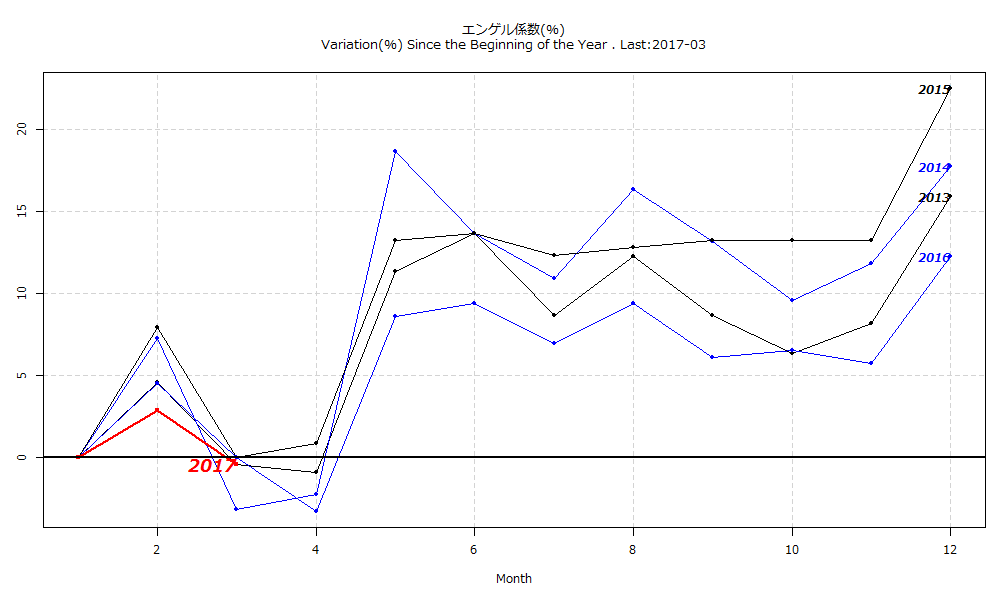 エンゲル係数(%)
Variation(%) Since the Beginning of the Year . Last:2017-03
2015
20
2014
2013
15
2016
10
5
2017
0
2 4 6 8 10 12
Month